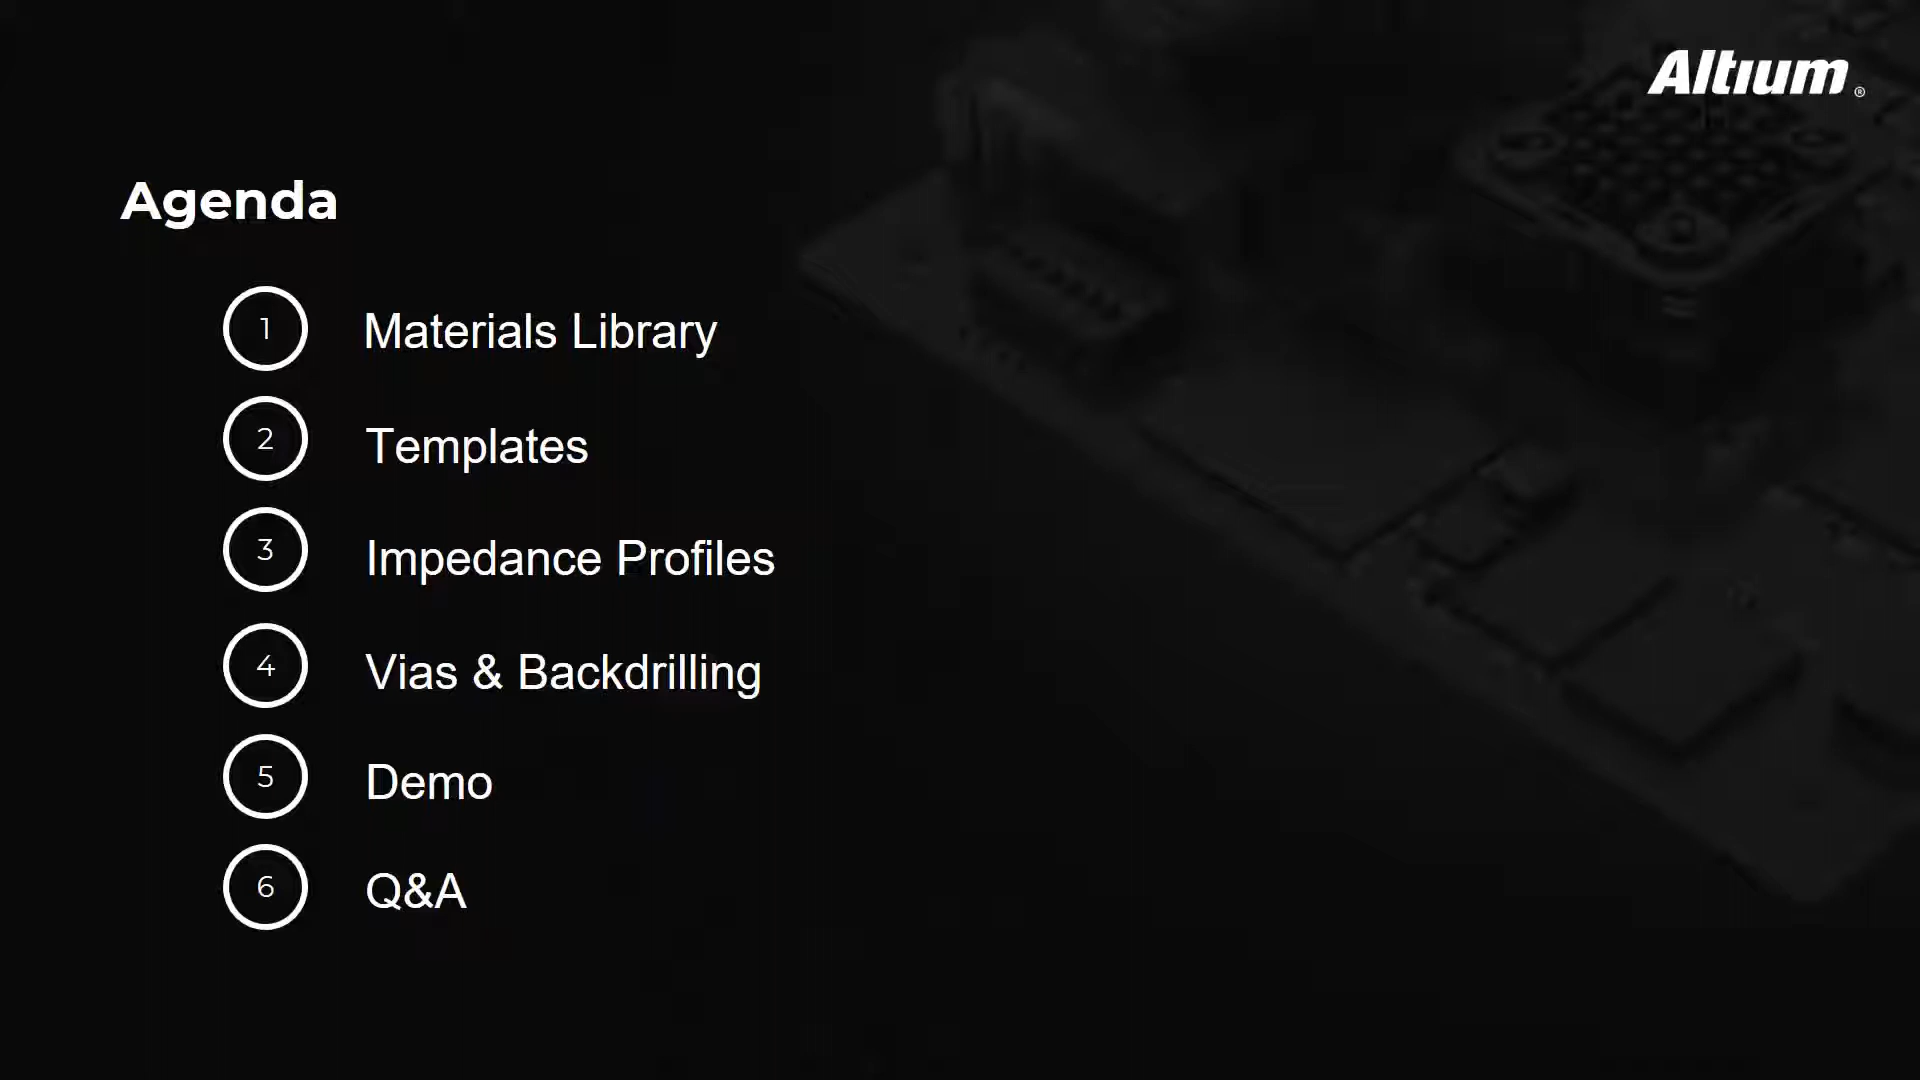 Altium ®
Agenda
1 Materials Library
2 Templates
3 Impedance Profiles
4 Vias & Backdrilling
5 Demo
6 Q&A